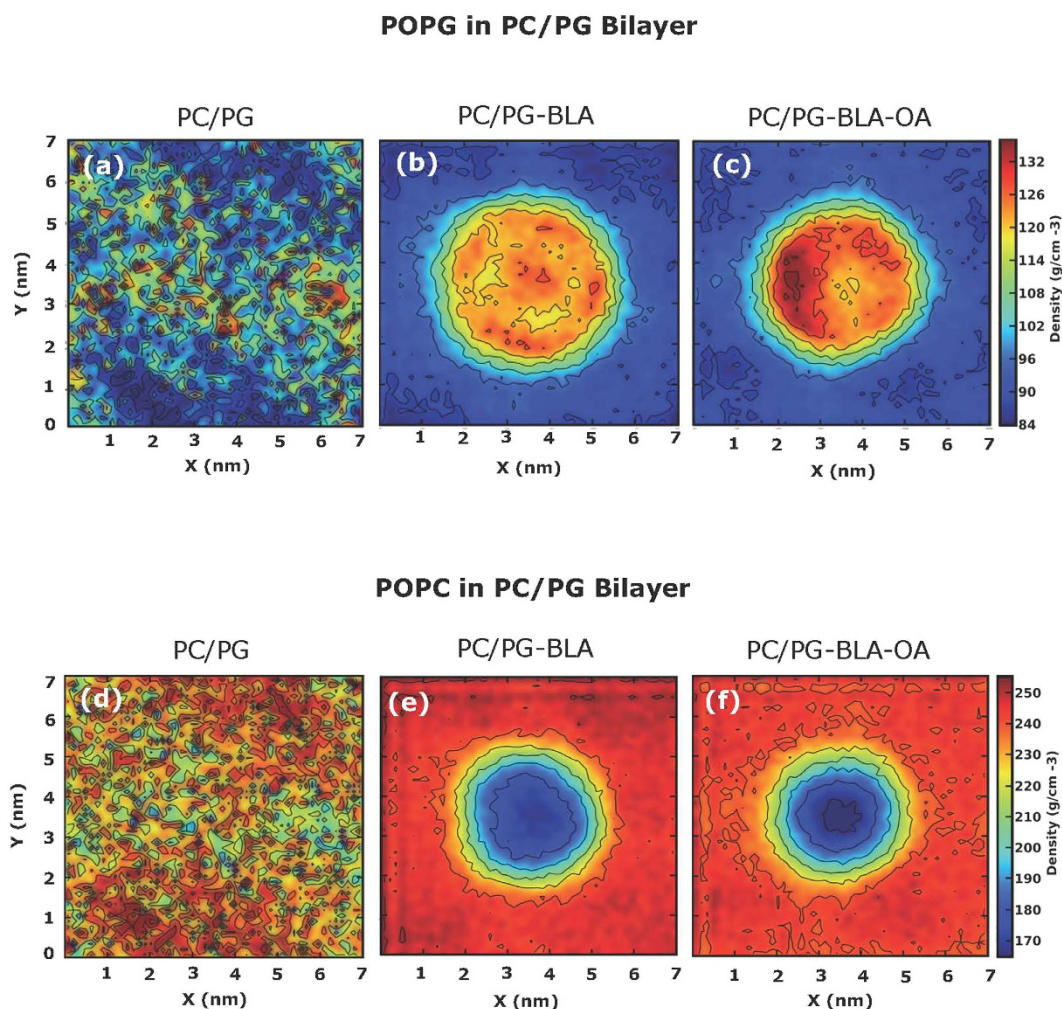 POPG in PC/PG Bilayer
PC/PG PC/PG-BLA PC/PG-BLA-OA
(a) (b) (c)
7
6
5
4
3
2
1
0
Y (nm)
1 2 3 4 5 6 7
X (nm)
1 2 3 4 5 6 7
X (nm)
1 2 3 4 5 6 7
X (nm)
132
126
120
114
108
102
96
90
84
Density (g/cm -3)
POPC in PC/PG Bilayer
PC/PG PC/PG-BLA PC/PG-BLA-OA
(d) (e) (f)
7
6
5
4
3
2
1
0
Y (nm)
1 2 3 4 5 6 7
X (nm)
1 2 3 4 5 6 7
X (nm)
1 2 3 4 5 6 7
X (nm)
250
240
230
220
210
200
190
180
170
Density (g/cm -3)